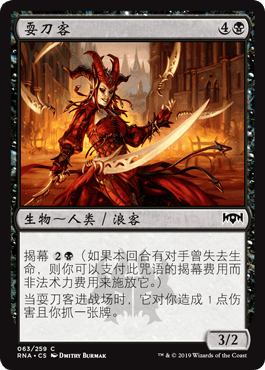 耍刀客 4
生物～人类／浪客
揭幕 2（如果本回合有对手曾失去生
命，则你可以支付此咒语的揭幕费用而
非法术力费用来施放它。）
当耍刀客进战场时，它对你造成 1 点伤
害且你抓一张牌。
3/2
063/259 C
RNA • CS DMITRY BURMAK
™ & © 2019 Wizards of the Coast